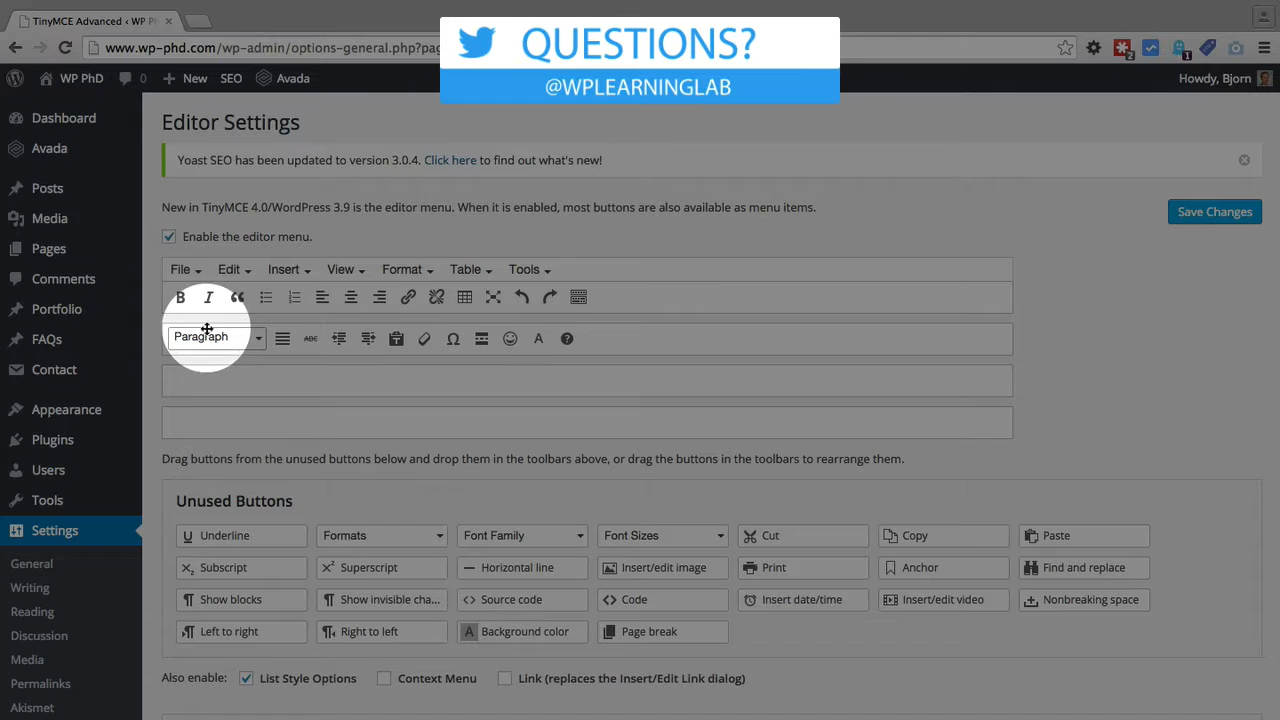 TinyMCE Advanced ‹ WP P
www.wp-phd.com/wp-admin/options-general.php?pa
QUESTIONS?
@WPLEARNINGLAB
2
1
WP PhD
0
New
SEO
Avada
Howdy, Bjorn
Dashboard
Avada
Posts
Media
Pages
Comments
Portfolio
FAQs
Contact
Appearance
Plugins
Users
Tools
Settings
General
Writing
Reading
Discussion
Media
Permalinks
Akismet
Editor Settings
Yoast SEO has been updated to version 3.0.4. Click here to find out what's new!
New in TinyMCE 4.0/WordPress 3.9 is the editor menu. When it is enabled, most buttons are also available as menu items.
Save Changes
Enable the editor menu.
File Edit Insert View Format Table Tools
B I
Paragraph ABC Ω A
Drag buttons from the unused buttons below and drop them in the toolbars above, or drag the buttons in the toolbars to rearrange them.
Unused Buttons
Underline Formats Font Family Font Sizes Cut Copy Paste
Subscript Superscript Horizontal line Insert/edit image Print Anchor Find and replace
Show blocks Show invisible cha... Source code Code Insert date/time Insert/edit video Nonbreaking space
Left to right Right to left Background color Page break
Also enable: List Style Options Context Menu Link (replaces the Insert/Edit Link dialog)